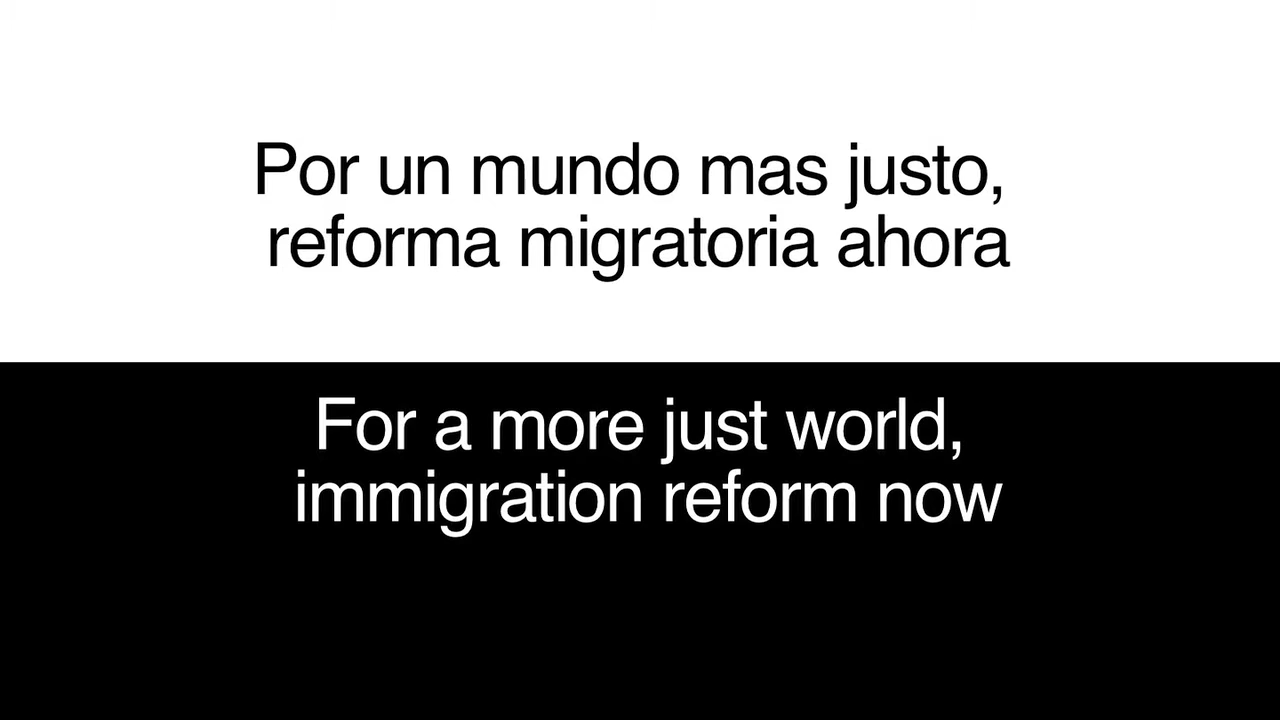 Por un mundo mas justo,
reforma migratoria ahora
For a more just world,
immigration reform now